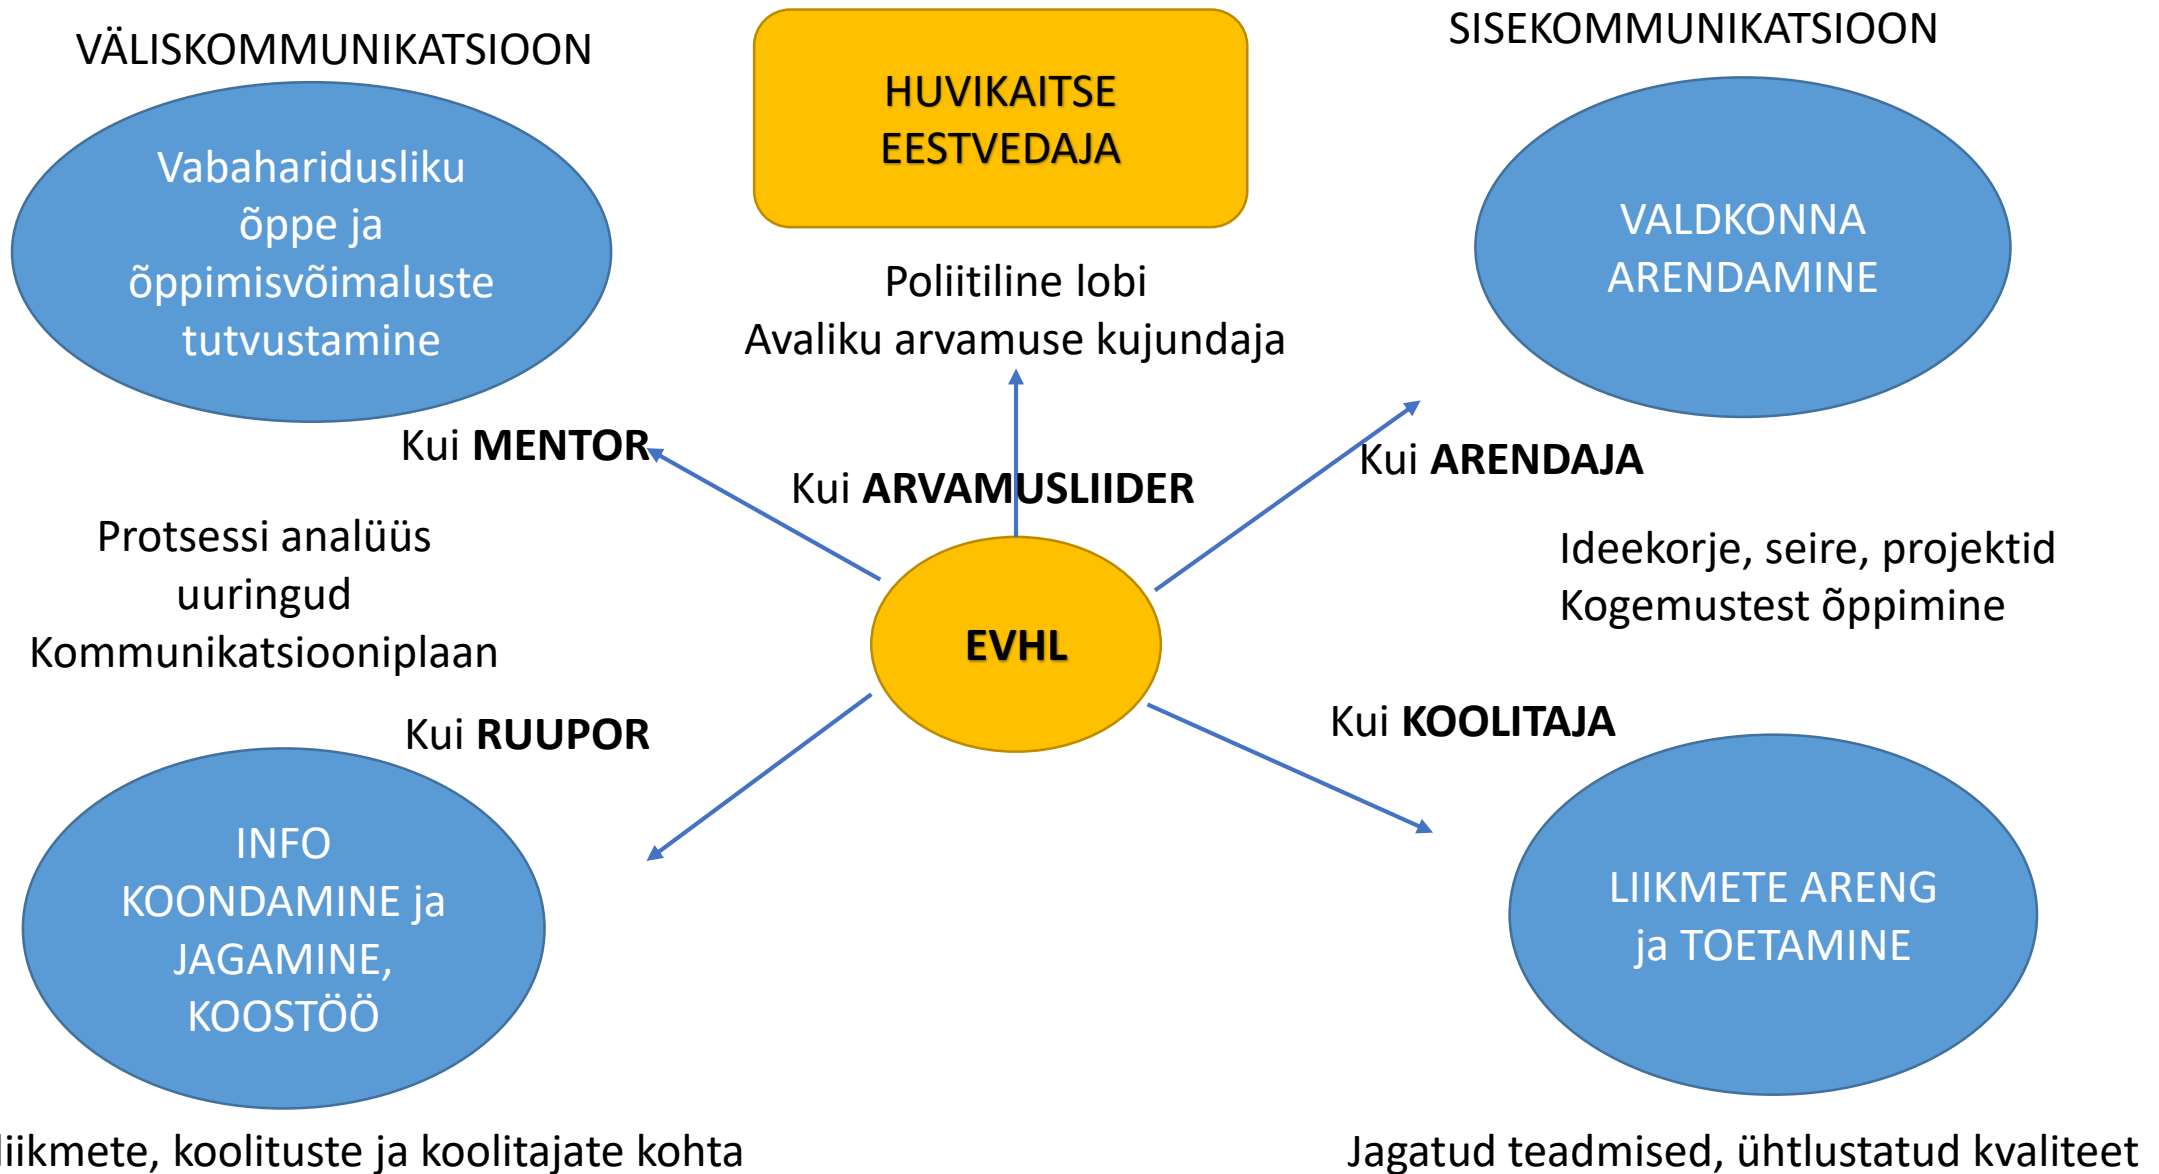 VÄLISKOMMUNIKATSIOON
Vabaharidusliku
õppe ja
õppimisvõimaluste
tutvustamine
Kui MENTOR
Protsessi analüüs
uuringud
Kommunikatsiooniplaan
Kui RUUPOR
INFO
KOONDAMINE ja
JAGAMINE,
KOOSTÖÖ
liikmete, koolituste ja koolitajate kohta
HUVIKAITSE
EESTVEDAJA
Poliitiline lobi
Avaliku arvamuse kujundaja
Kui ARVAMUSLIIDER
EVHL
SISEKOMMUNIKATSIOON
VALDKONNA
ARENDAMINE
Kui ARENDAJA
Ideekorje, seire, projektid
Kogemustest õppimine
Kui KOOLITAJA
LIIKMETE ARENG
ja TOETAMINE
Jagatud teadmised, ühtlustatud kvaliteet